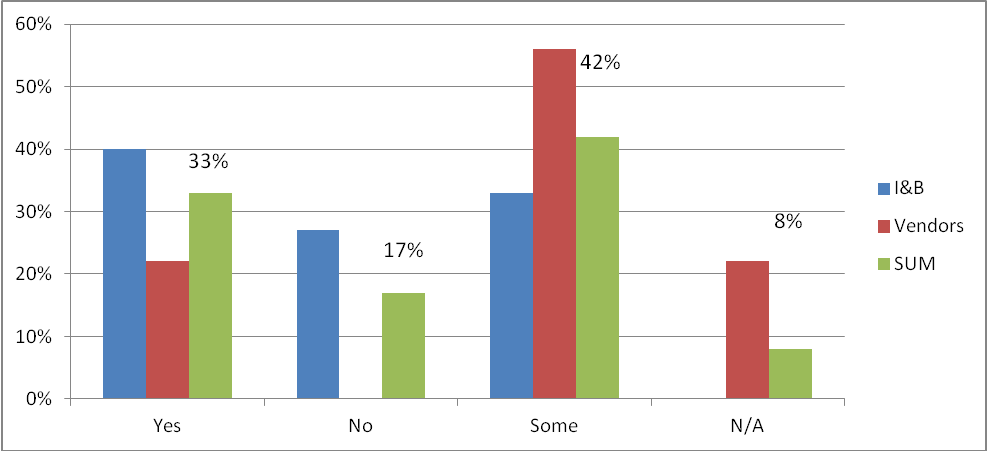 60%
50%
40%
30%
20%
10%
0%
33%
17%
42%
8%
Yes
No
Some
N/A
I&B
Vendors
SUM